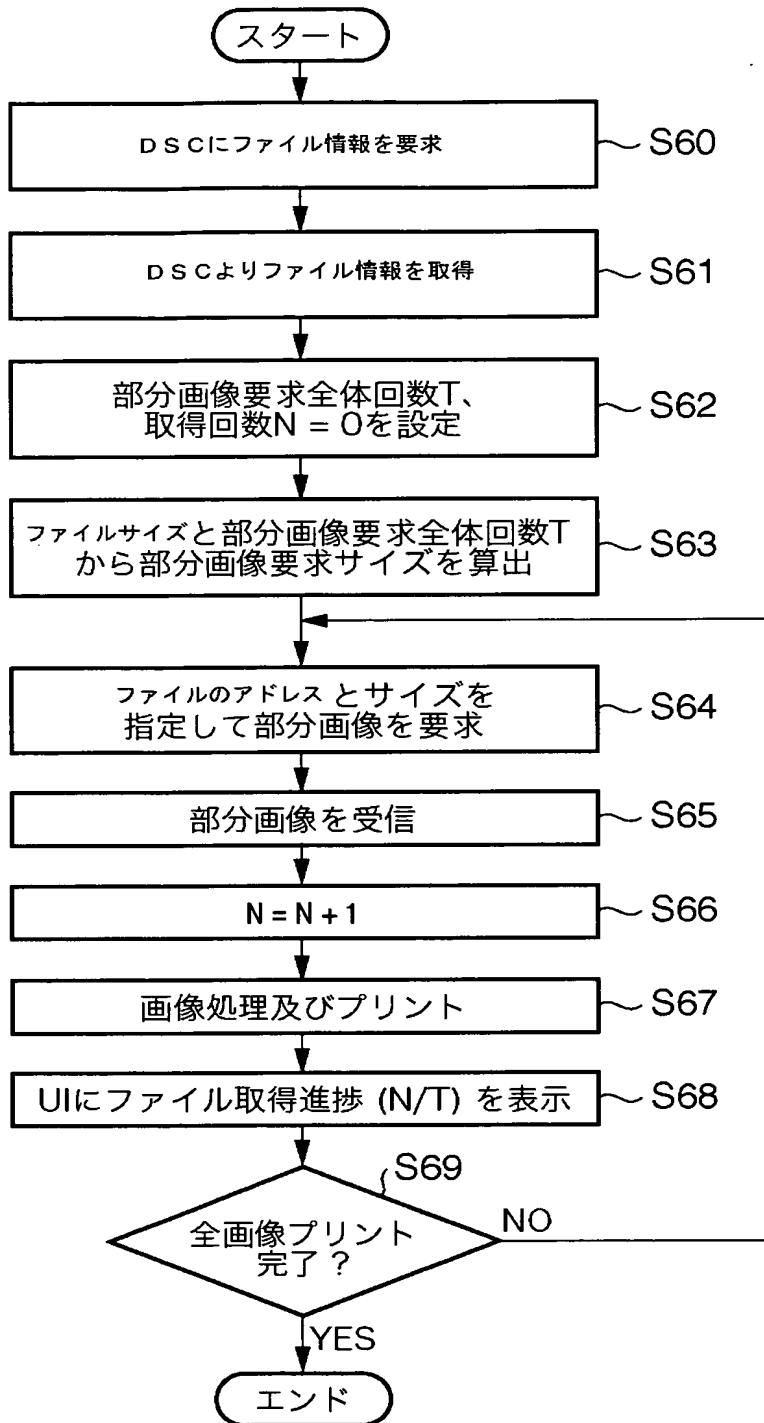 スタート
DSCにファイル情報を要求
S60
DSCよりファイル情報を取得
S61
部分画像要求全体回数T、
取得回数N = 0を設定
S62
ファイルサイズと部分画像要求全体回数T
から部分画像要求サイズを算出
S63
ファイルのアドレスとサイズを
指定して部分画像を要求
S64
部分画像を受信
S65
N = N + 1
S66
画像処理及びプリント
S67
UIにファイル取得進捗 (N/T) を表示
S68
S69
全画像プリント
完了?
NO
YES
エンド